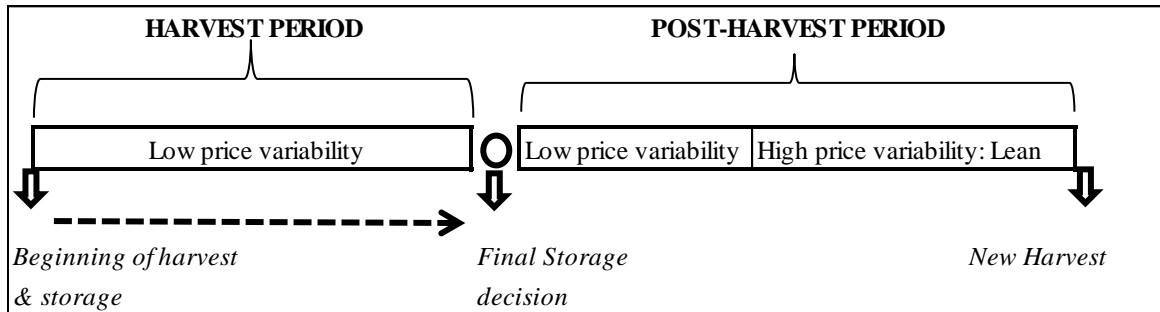 HARVEST PERIOD POST-HARVEST PERIOD
Low price variability Low price variability High price variability: Lean
Beginning of harvest Final Storage New Harvest
& storage decision